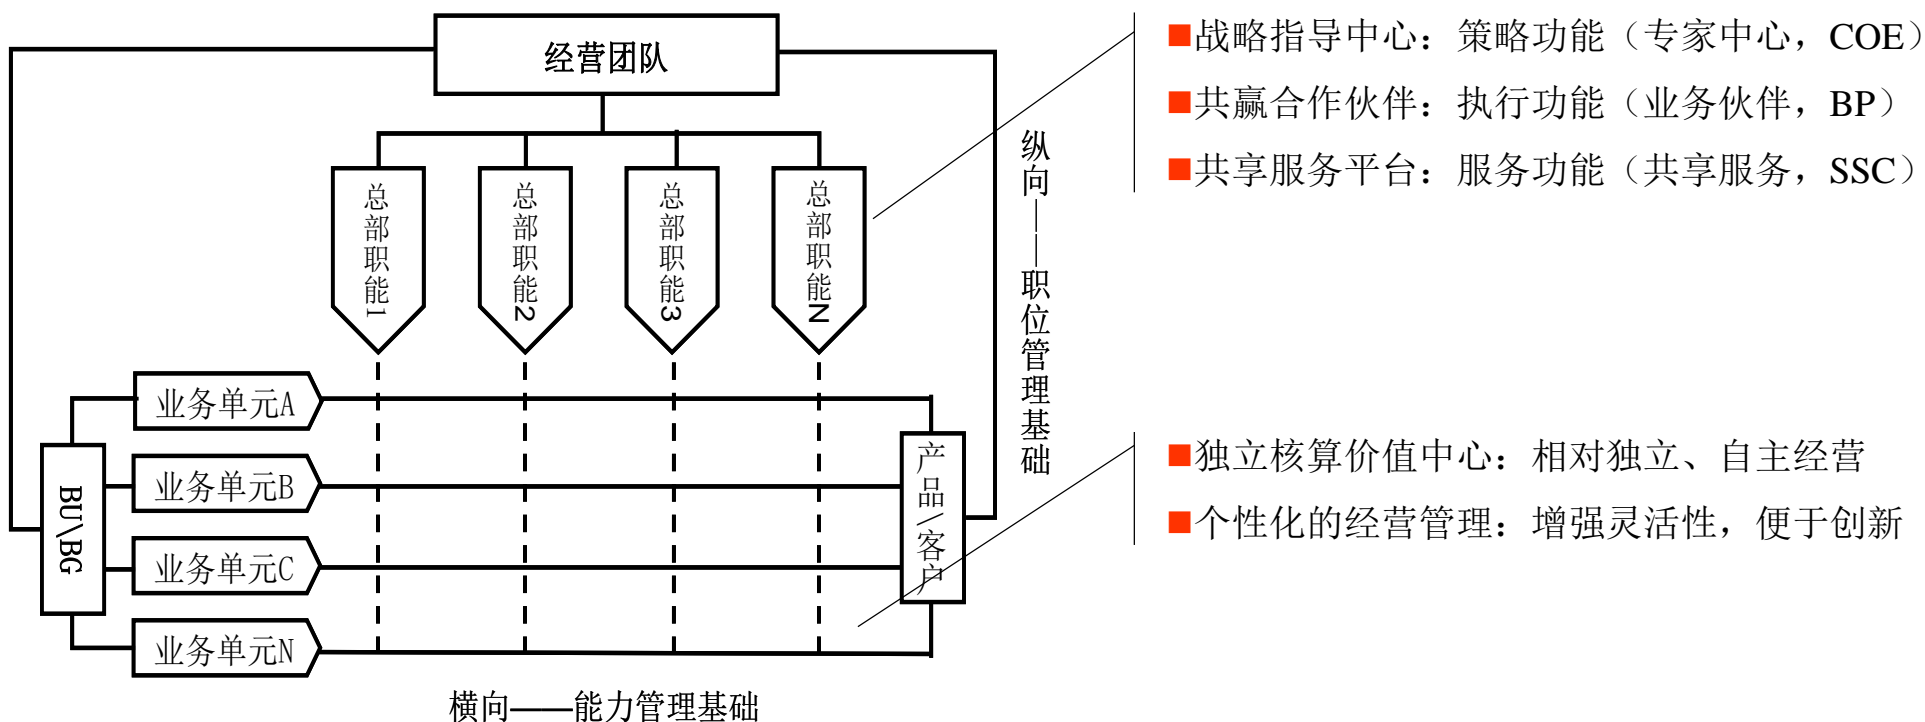 经营团队
总部职能1
总部职能2
总部职能3
总部职能N
纵向——职位管理基础
■战略指导中心：策略功能（专家中心，COE）
■共赢合作伙伴：执行功能（业务伙伴，BP）
■共享服务平台：服务功能（共享服务，SSC）
BU\BG
业务单元A
业务单元B
业务单元C
业务单元N
产品/客户
■独立核算价值中心：相对独立、自主经营
■个性化的经营管理：增强灵活性，便于创新
横向——能力管理基础